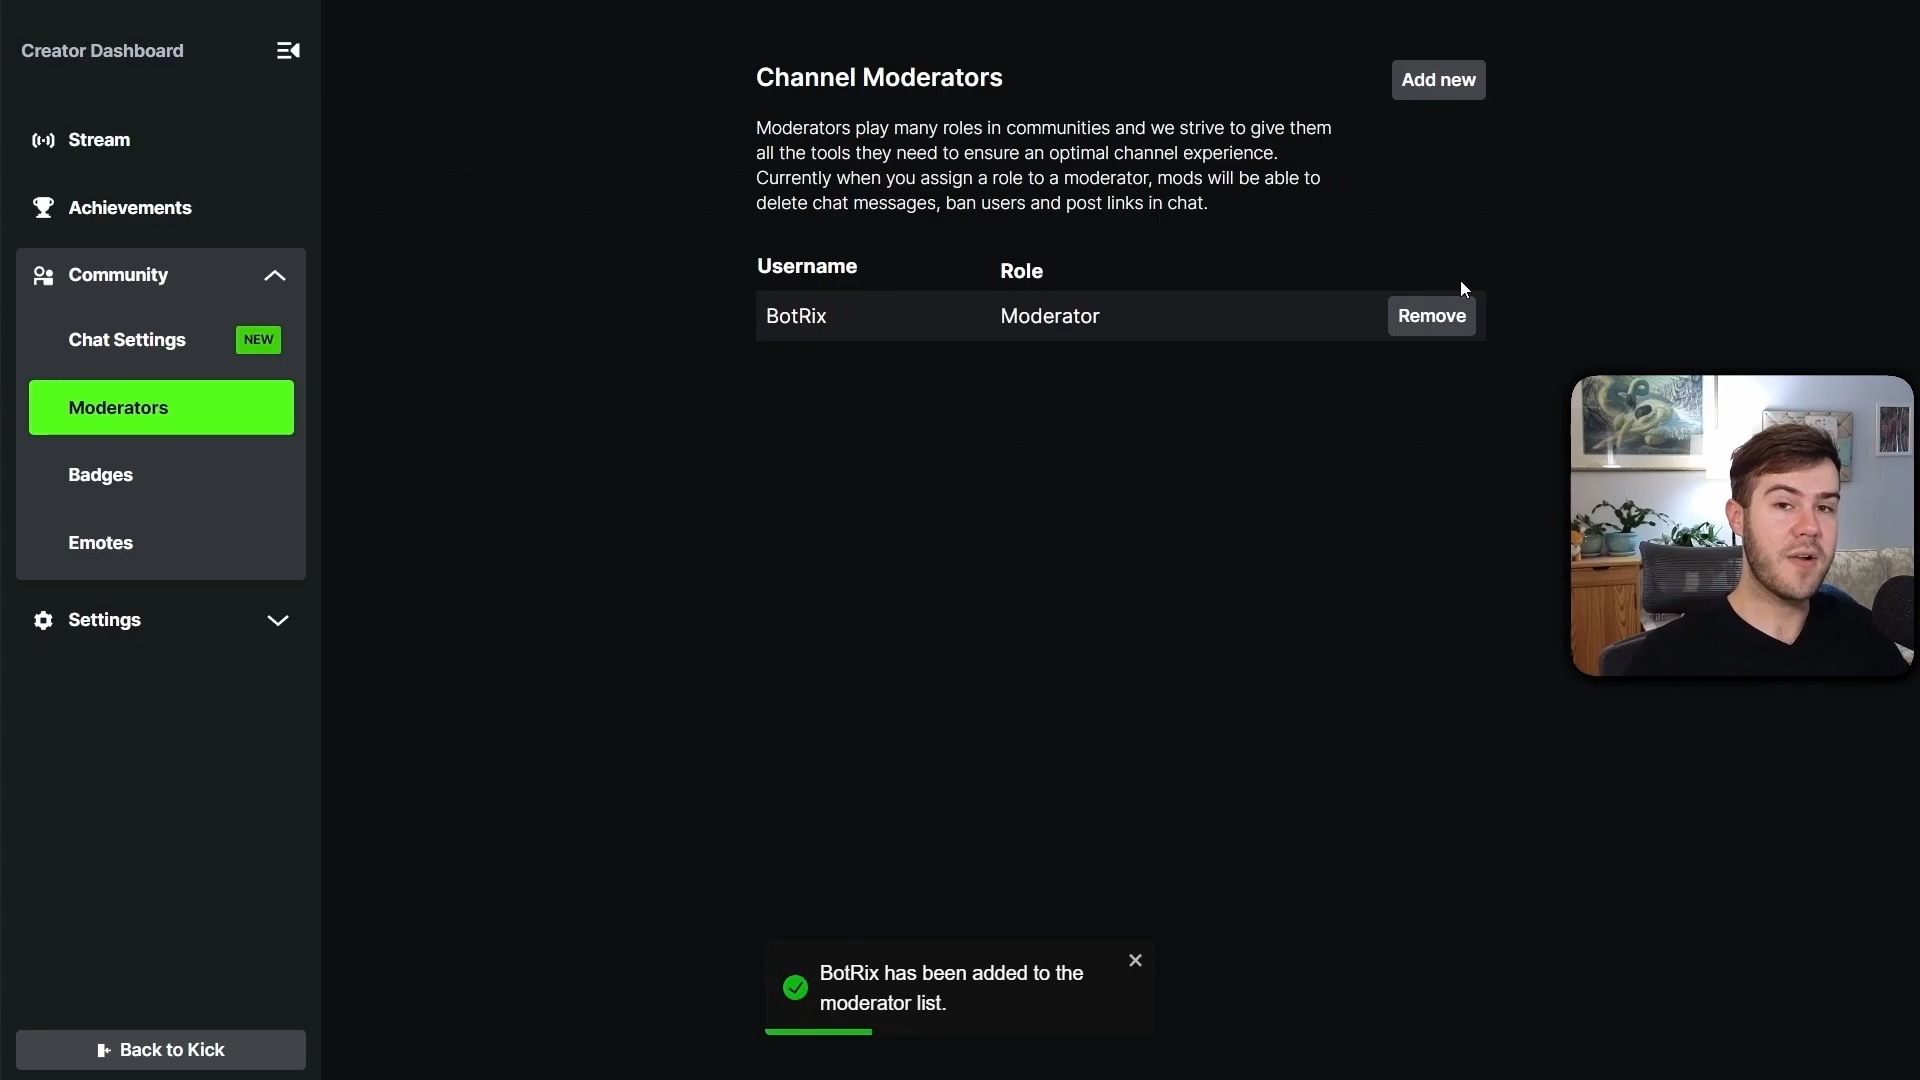 Creator Dashboard
Stream
Achievements
Community
Chat Settings
NEW
Moderators
Badges
Emotes
Settings
Back to Kick
Channel Moderators
Add new
Moderators play many roles in communities and we strive to give them
all the tools they need to ensure an optimal channel experience.
Currently when you assign a role to a moderator, mods will be able to
delete chat messages, ban users and post links in chat.
Username Role
BotRix Moderator Remove
BotRix has been added to the
moderator list.